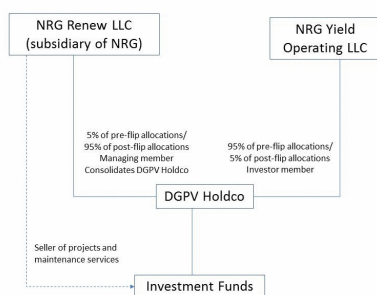 NRG Renew LLC
(subsidiary of NRG)
NRG Yield
Operating LLC
5% of pre-flip allocations/
95% of post-flip allocations
Managing member
Consolidates DGPV Holdco
95% of pre-flip allocations/
5% of post-flip allocations
Investor member
DGPV Holdco
Seller of projects and
maintenance services
Investment Funds